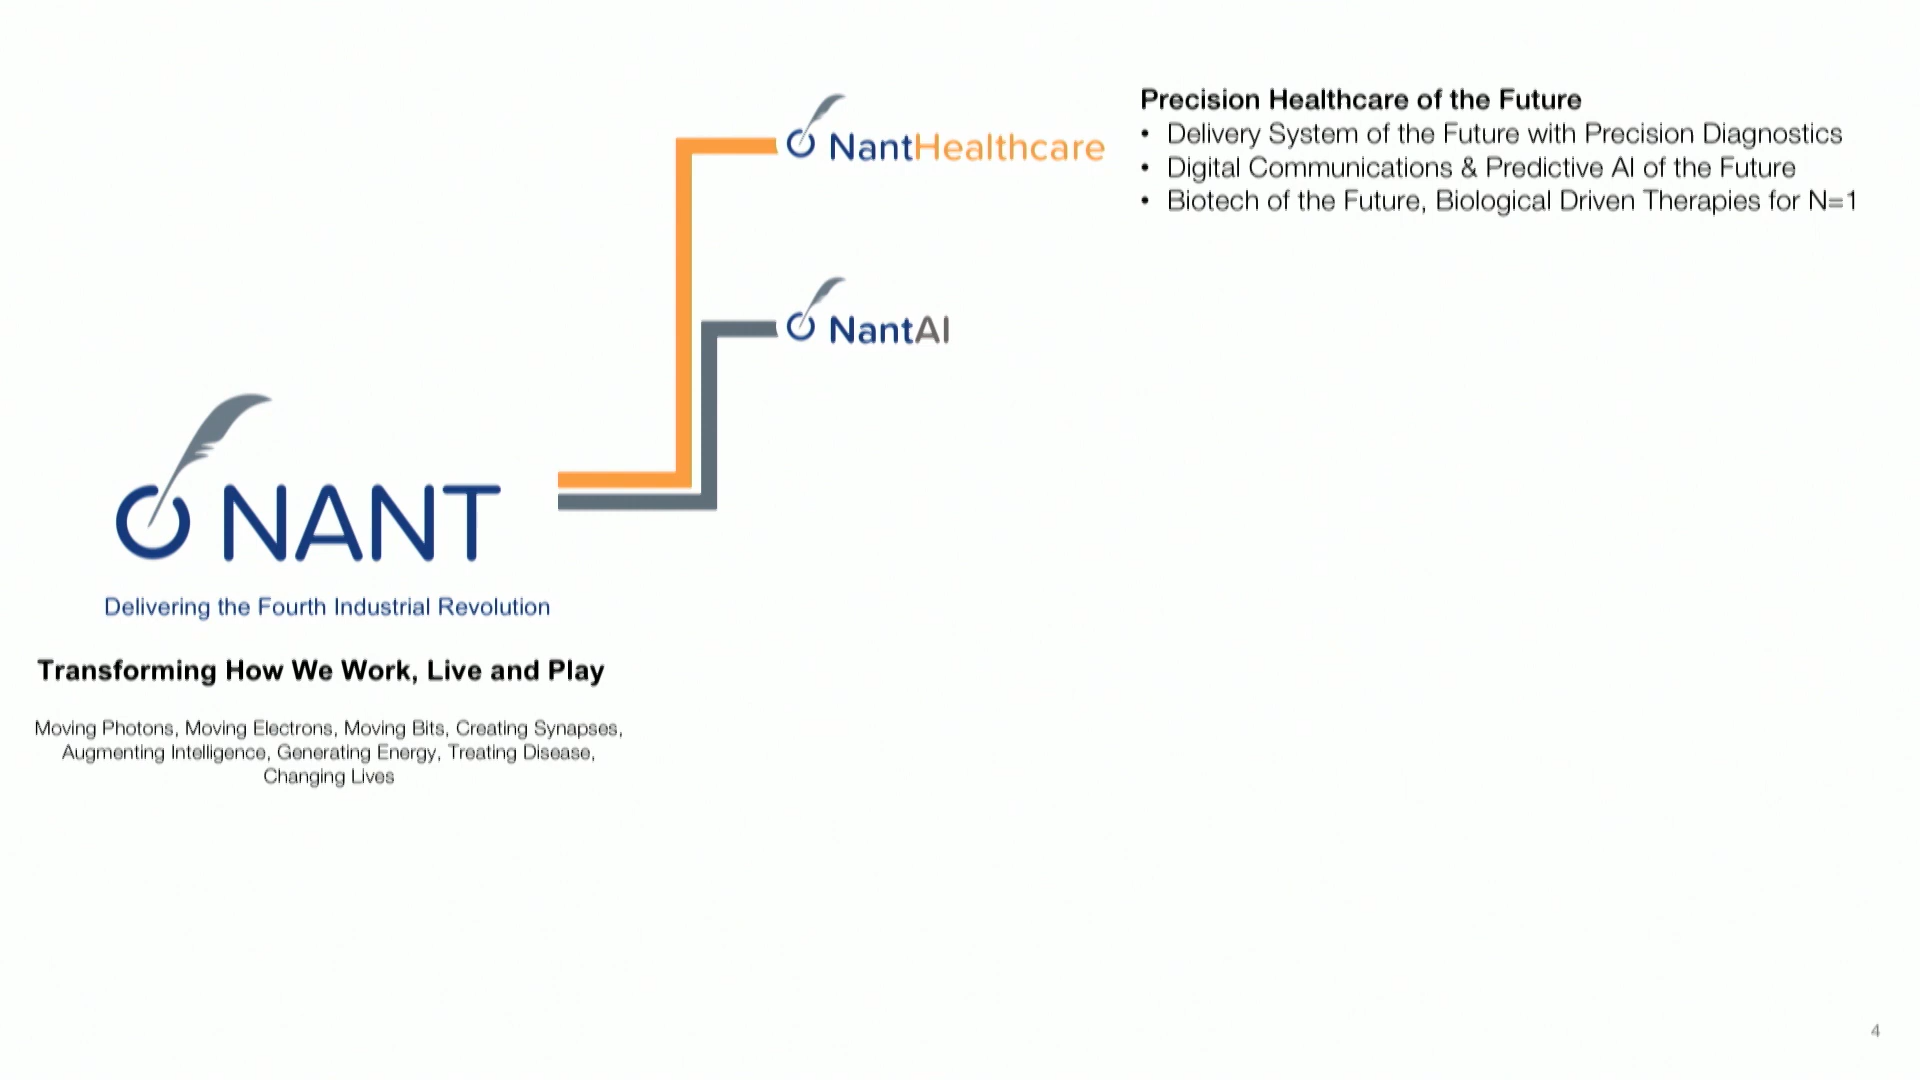 NantHealthcare
Precision Healthcare of the Future
• Delivery System of the Future with Precision Diagnostics
• Digital Communications & Predictive AI of the Future
• Biotech of the Future, Biological Driven Therapies for N=1
NantAI
NANT
Delivering the Fourth Industrial Revolution
Transforming How We Work, Live and Play
Moving Photons, Moving Electrons, Moving Bits, Creating Synapses,
Augmenting Intelligence, Generating Energy, Treating Disease,
Changing Lives
4